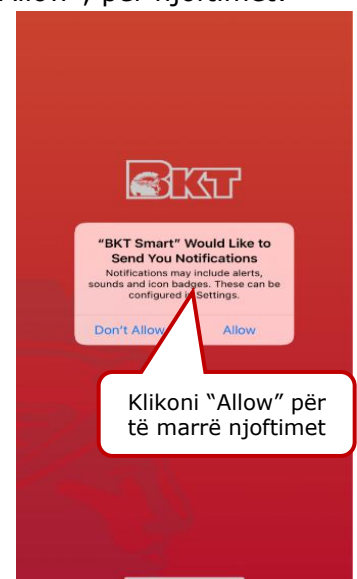 Allow”, për njoftimet.
BKT
“BKT Smart” Would Like to
Send You Notifications
Notifications may include alerts,
sounds and icon badges. These can be
configured in Settings.
Don’t Allow
Allow
Klikoni “Allow” për
të marrë njoftimet